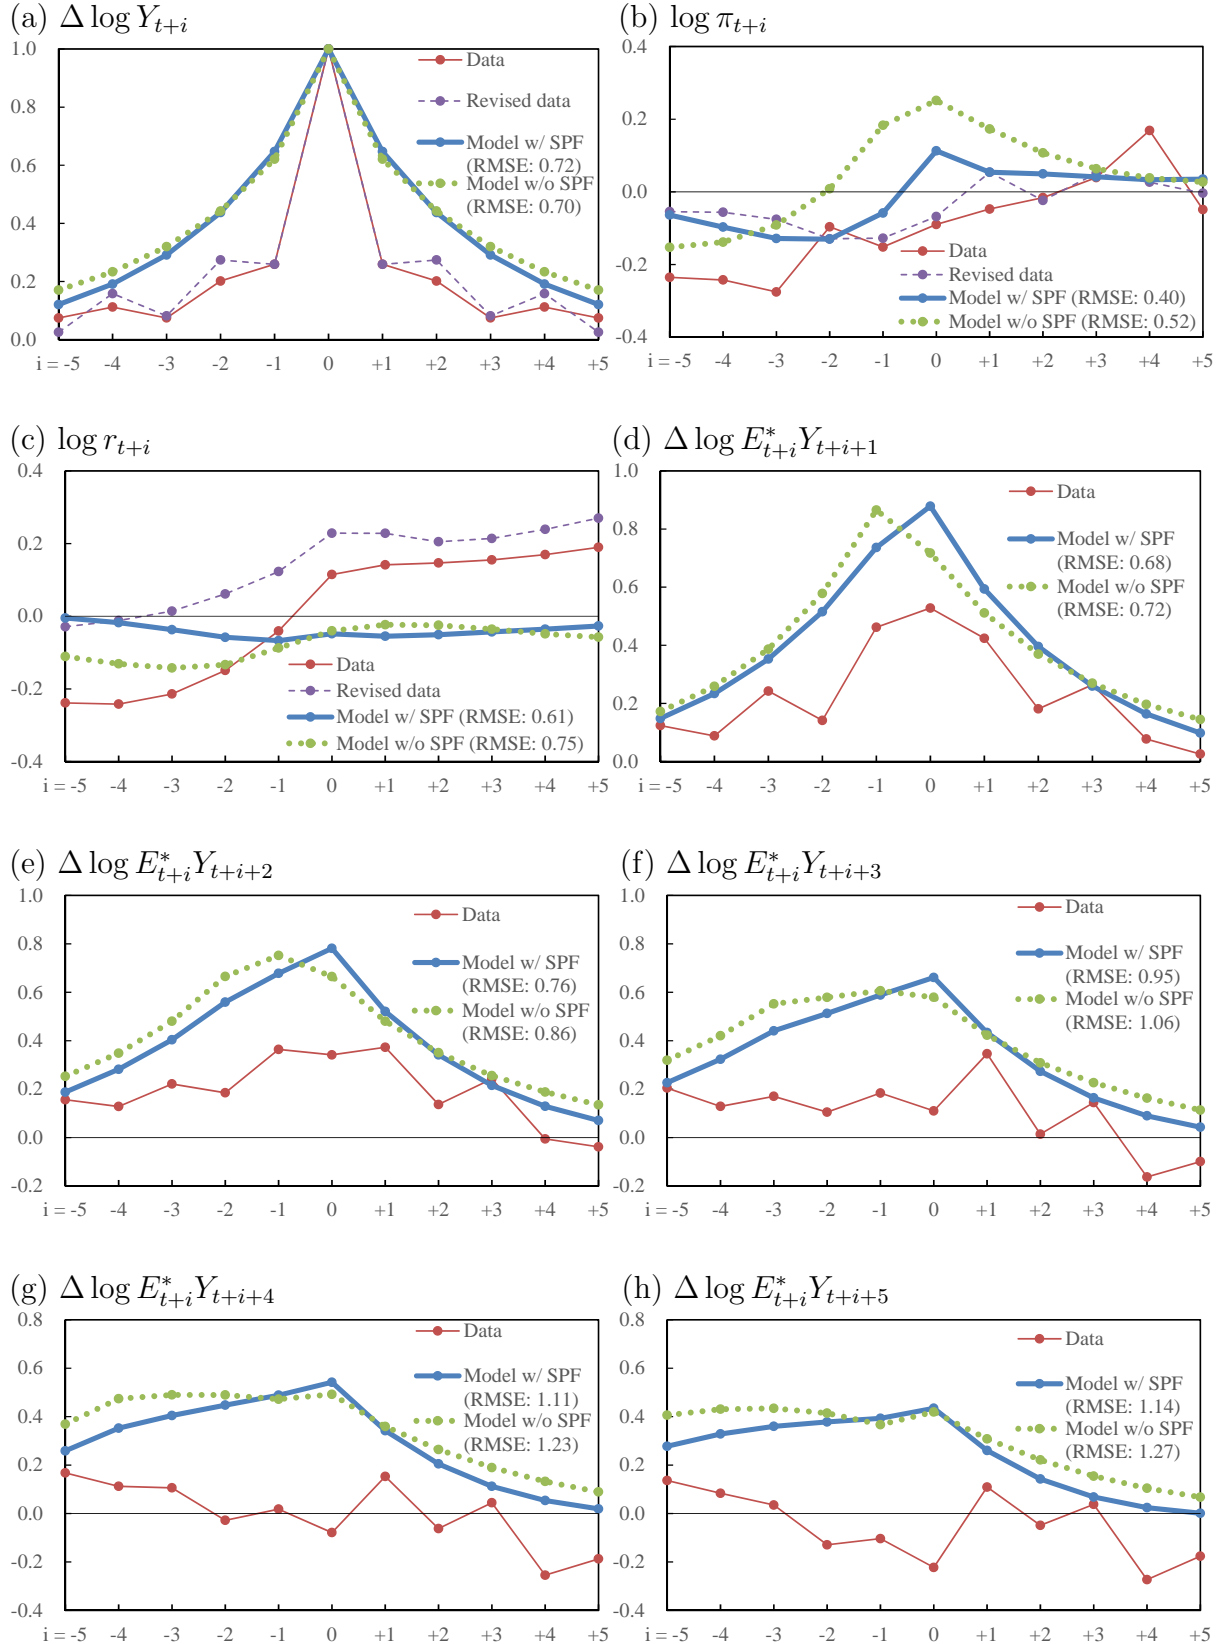 (a) Δ log Y_{t+i}
1.0
0.8
0.6
0.4
0.2
0.0
i = -5 -4 -3 -2 -1 0 +1 +2 +3 +4 +5
Data
Revised data
Model w/ SPF
(RMSE: 0.72)
Model w/o SPF
(RMSE: 0.70)
(b) log π_{t+i}
0.4
0.2
0.0
-0.2
-0.4
i = -5 -4 -3 -2 -1 0 +1 +2 +3 +4 +5
Data
Revised data
Model w/ SPF (RMSE: 0.40)
Model w/o SPF (RMSE: 0.52)
(c) log r_{t+i}
0.4
0.2
0.0
-0.2
-0.4
i = -5 -4 -3 -2 -1 0 +1 +2 +3 +4 +5
Data
Revised data
Model w/ SPF (RMSE: 0.61)
Model w/o SPF (RMSE: 0.75)
(d) Δ log E*_{t+i}Y_{t+i+1}
1.0
0.8
0.6
0.4
0.2
0.0
i = -5 -4 -3 -2 -1 0 +1 +2 +3 +4 +5
Data
Model w/ SPF
(RMSE: 0.68)
Model w/o SPF
(RMSE: 0.72)
(e) Δ log E*_{t+i}Y_{t+i+2}
1.0
0.8
0.6
0.4
0.2
0.0
-0.2
i = -5 -4 -3 -2 -1 0 +1 +2 +3 +4 +5
Data
Model w/ SPF
(RMSE: 0.76)
Model w/o SPF
(RMSE: 0.86)
(f) Δ log E*_{t+i}Y_{t+i+3}
1.0
0.8
0.6
0.4
0.2
0.0
-0.2
i = -5 -4 -3 -2 -1 0 +1 +2 +3 +4 +5
Data
Model w/ SPF
(RMSE: 0.95)
Model w/o SPF
(RMSE: 1.06)
(g) Δ log E*_{t+i}Y_{t+i+4}
0.8
0.6
0.4
0.2
0.0
-0.2
-0.4
i = -5 -4 -3 -2 -1 0 +1 +2 +3 +4 +5
Data
Model w/ SPF
(RMSE: 1.11)
Model w/o SPF
(RMSE: 1.23)
(h) Δ log E*_{t+i}Y_{t+i+5}
0.8
0.6
0.4
0.2
0.0
-0.2
-0.4
i = -5 -4 -3 -2 -1 0 +1 +2 +3 +4 +5
Data
Model w/ SPF
(RMSE: 1.14)
Model w/o SPF
(RMSE: 1.27)